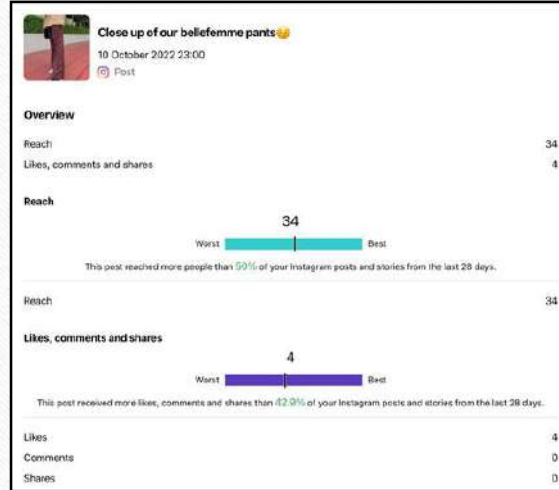 Close up of our bellefemme pants😊
10 October 2022 23:00
Post
Overview
Reach 34
Likes, comments and shares 4
Reach
34
Worst Best
This post reached more people than 50% of your Instagram posts and stories from the last 28 days.
Reach 34
Likes, comments and shares
4
Worst Best
This post received more likes, comments and shares than 42.9% of your Instagram posts and stories from the last 28 days.
Likes 4
Comments 0
Shares 0